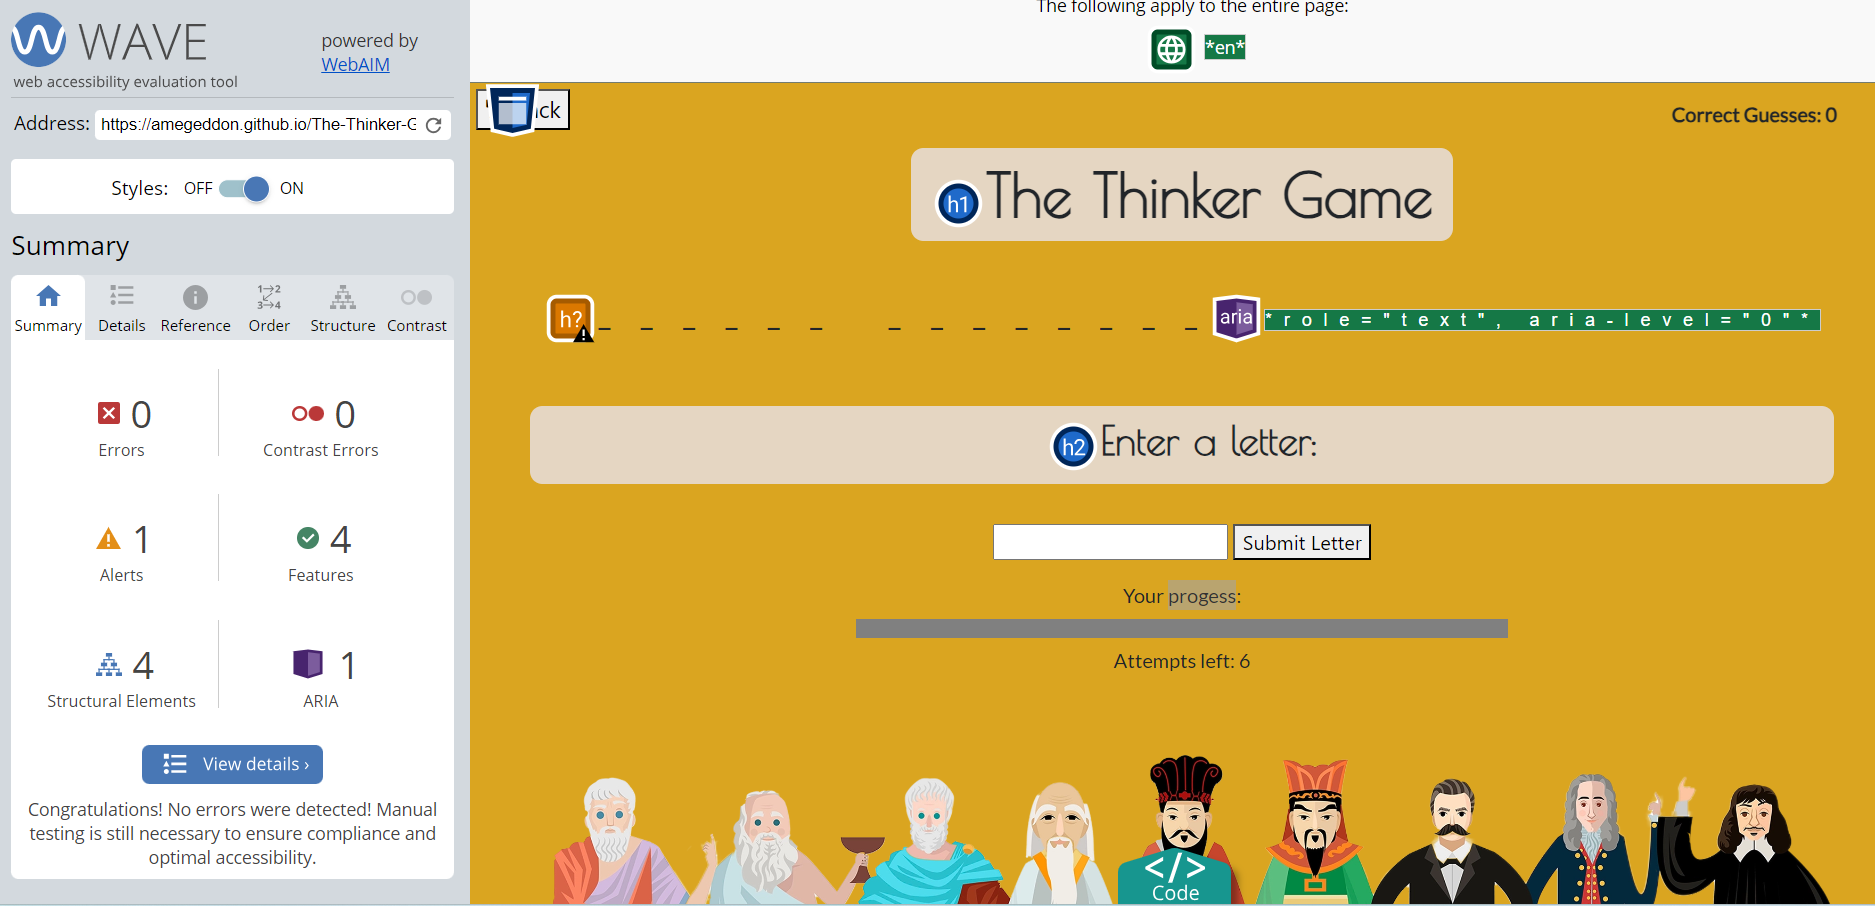 WAVE
powered by
WebAIM
web accessibility evaluation tool
Address: https://amegeddon.github.io/The-Thinker-G
Styles: OFF ON
Summary
Summary Details Reference Order Structure Contrast
0 Errors
0 Contrast Errors
1 Alerts
4 Features
4 Structural Elements
1 ARIA
View details ›
Congratulations! No errors were detected! Manual
testing is still necessary to ensure compliance and
optimal accessibility.
The following apply to the entire page:
*en*
ck
Correct Guesses: 0
h1 The Thinker Game
h? _ _ _ _ _ _ _ _ _ _ _ _ _ _ aria *role="text", aria-level="0"*
h2 Enter a letter:
Submit Letter
Your progess:
Attempts left: 6
</>
Code